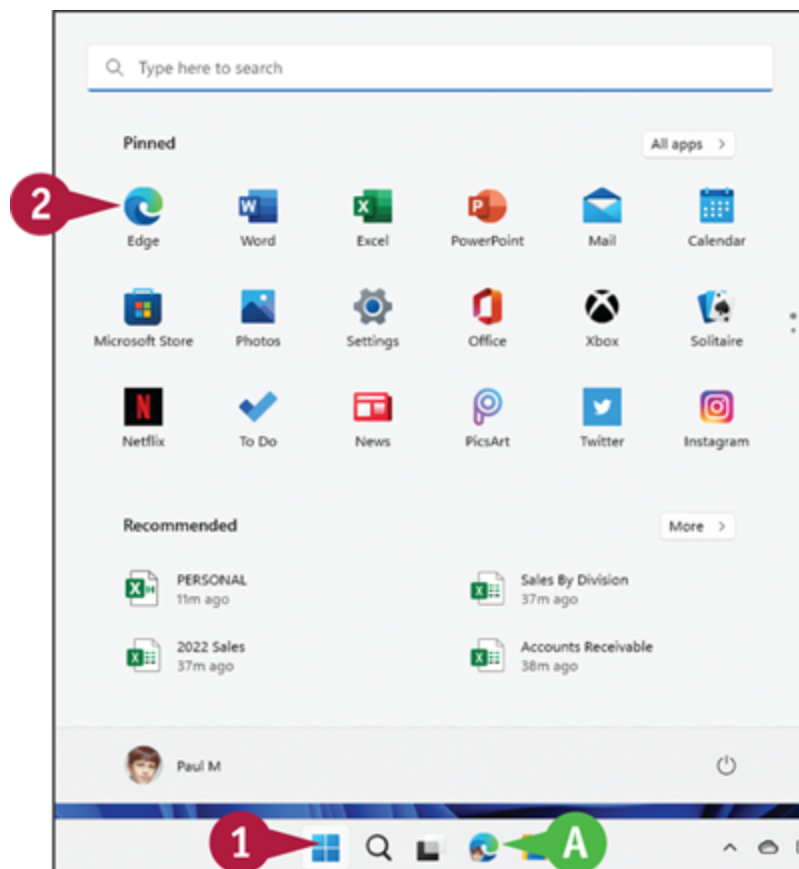 Type here to search
Pinned
All apps >
2
Edge
Word
Excel
PowerPoint
Mail
Calendar
Microsoft Store
Photos
Settings
Office
Xbox
Solitaire
Netflix
To Do
News
PicsArt
Twitter
Instagram
Recommended
More >
PERSONAL
11m ago
Sales By Division
37m ago
2022 Sales
37m ago
Accounts Receivable
38m ago
Paul M
1
A